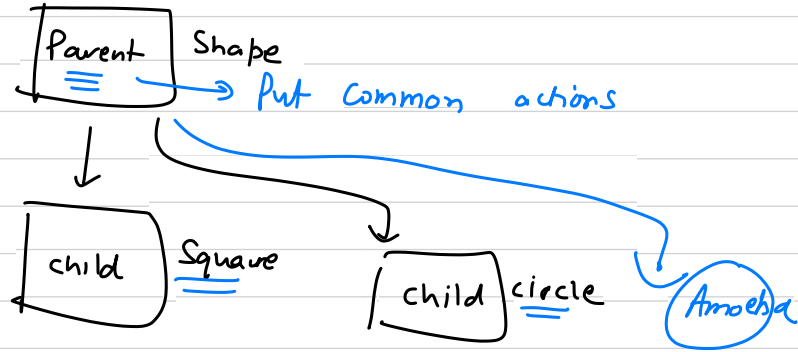 Parent Shape
Put common actions
child Square
child circle
Amoeba